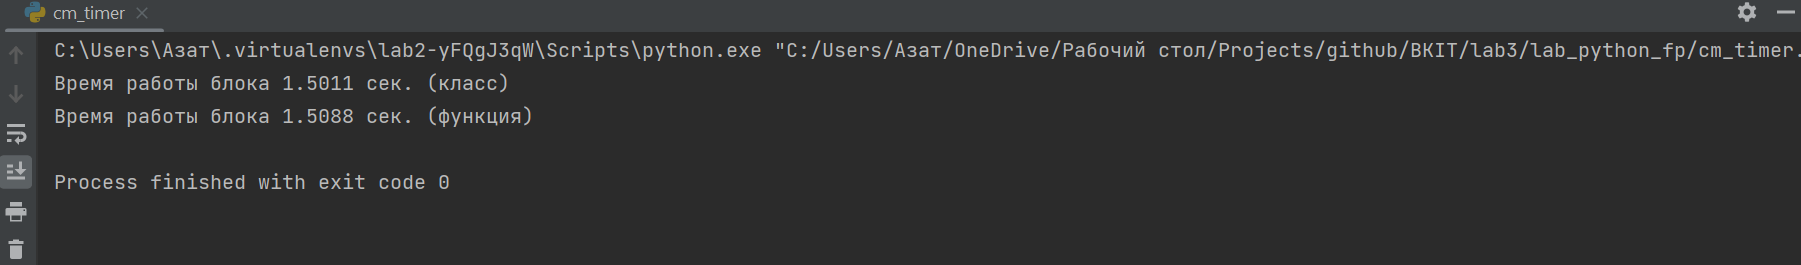 cm_timer
C:\Users\Азат\.virtualenvs\lab2-yFQgJ3qW\Scripts\python.exe "C:/Users/Азат/OneDrive/Рабочий стол/Projects/github/BKIT/lab3/lab_python_fp/cm_timer.
Время работы блока 1.5011 сек. (класс)
Время работы блока 1.5088 сек. (функция)
Process finished with exit code 0